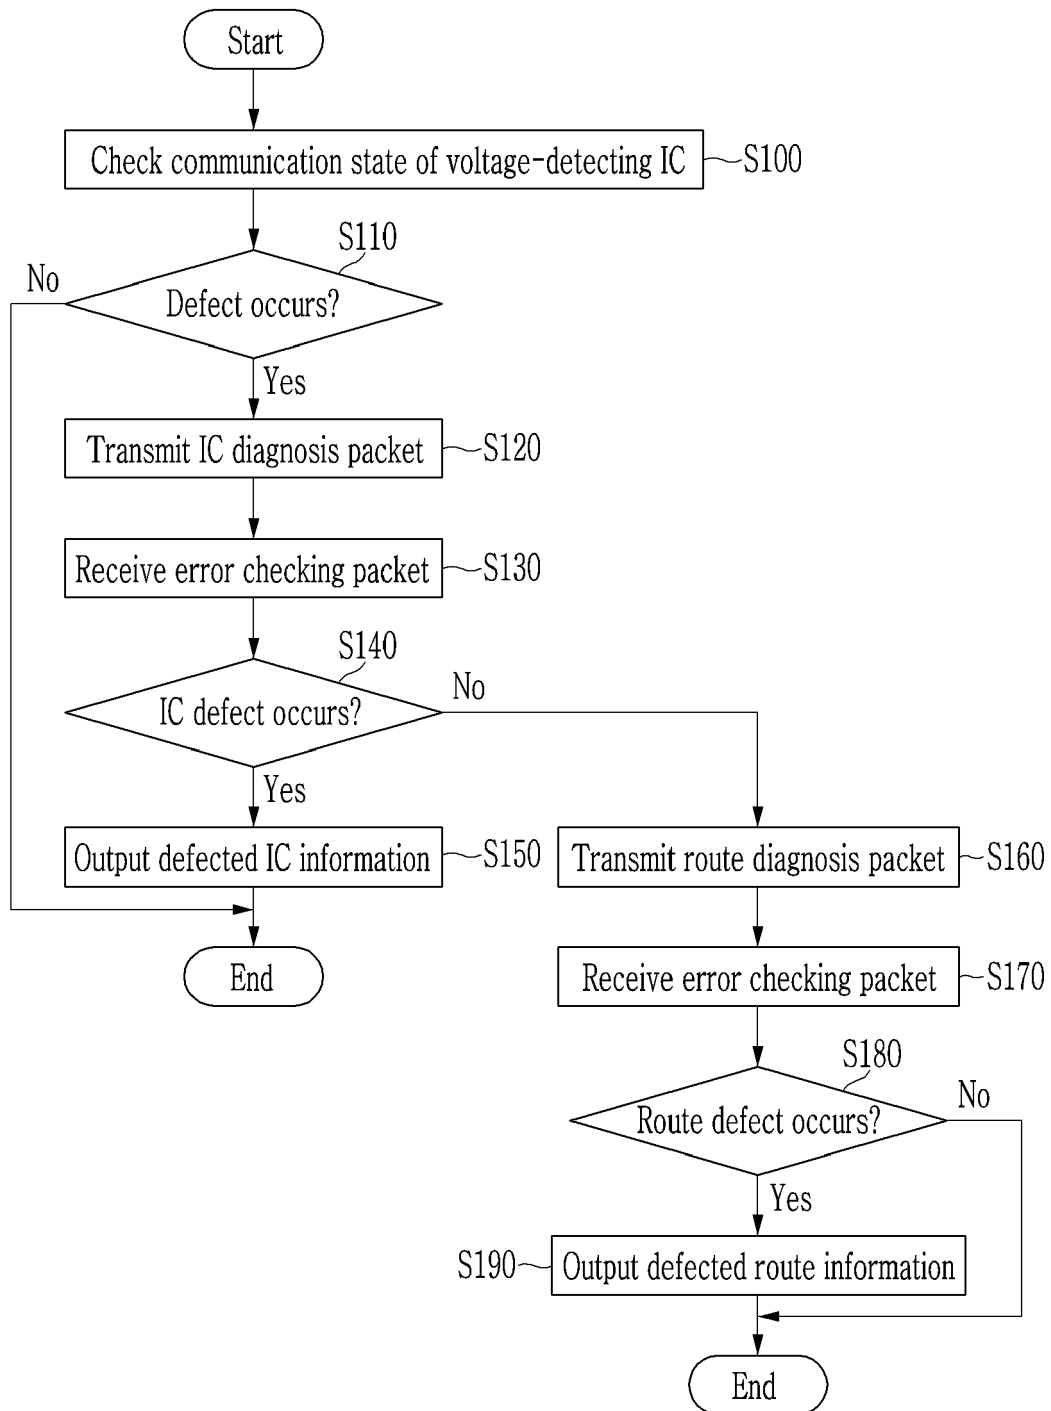 Start
Check communication state of voltage-detecting IC
S100
S110
No
Defect occurs?
Yes
Transmit IC diagnosis packet
S120
Receive error checking packet
S130
S140
No
IC defect occurs?
Yes
Output defected IC information
S150
Transmit route diagnosis packet
S160
End
Receive error checking packet
S170
S180
No
Route defect occurs?
Yes
S190
Output defected route information
End